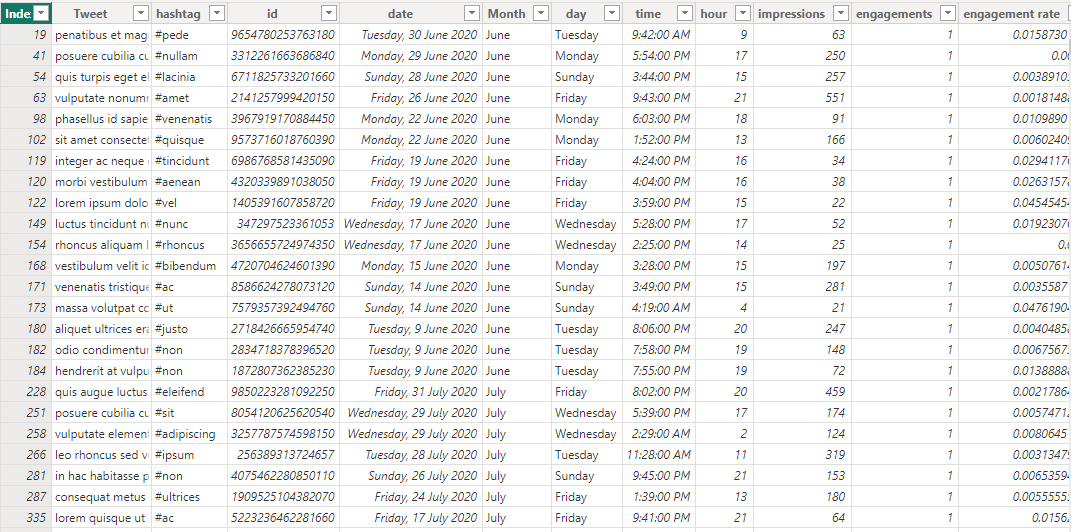 Inde Tweet hashtag id date Month day time hour impressions engagements engagement rate
19 penatibus et mag #pede 9654780253763180 Tuesday, 30 June 2020 June Tuesday 9:42:00 AM 9 63 1 0.0158730
41 posuere cubilia cu #nullam 3312261663686840 Monday, 29 June 2020 June Monday 5:54:00 PM 17 250 1 0.00
54 quis turpis eget el #lacinia 6711825733201660 Sunday, 28 June 2020 June Sunday 3:44:00 PM 15 257 1 0.0038910
63 vulputate nonum #amet 2141257999420150 Friday, 26 June 2020 June Friday 9:43:00 PM 21 551 1 0.0018148
98 phasellus id sapie #venenatis 3967919170884450 Monday, 22 June 2020 June Monday 6:03:00 PM 18 91 1 0.0109890
102 sit amet consectet #quisque 9573716018760390 Monday, 22 June 2020 June Monday 1:52:00 PM 13 166 1 0.0060240
119 integer ac neque #tincidunt 6986768581435090 Friday, 19 June 2020 June Friday 4:24:00 PM 16 34 1 0.0294117
120 morbi vestibulum #aenean 4320339891038050 Friday, 19 June 2020 June Friday 4:04:00 PM 16 38 1 0.0263157
122 lorem ipsum dolo #vel 1405391607858720 Friday, 19 June 2020 June Friday 3:59:00 PM 15 22 1 0.0454545
149 luctus tincidunt nu #nunc 347297523361053 Wednesday, 17 June 2020 June Wednesday 5:28:00 PM 17 52 1 0.0192307
154 rhoncus aliquam l #rhoncus 3656655724974350 Wednesday, 17 June 2020 June Wednesday 2:25:00 PM 14 25 1 0.
168 vestibulum velit id #bibendum 4720704624601390 Monday, 15 June 2020 June Monday 3:28:00 PM 15 197 1 0.0050761
171 venenatis tristique #ac 8586624278073120 Sunday, 14 June 2020 June Sunday 3:49:00 PM 15 281 1 0.0035587
173 massa volutpat co #ut 7579357392494760 Sunday, 14 June 2020 June Sunday 4:19:00 AM 4 21 1 0.0476190
180 aliquet ultrices era #justo 2718426665954740 Tuesday, 9 June 2020 June Tuesday 8:06:00 PM 20 247 1 0.0040485
182 odio condimentur #non 2834718378396520 Tuesday, 9 June 2020 June Tuesday 7:58:00 PM 19 148 1 0.0067567
184 hendrerit at vulpu #non 1872807362385230 Tuesday, 9 June 2020 June Tuesday 7:55:00 PM 19 72 1 0.0138888
228 quis augue luctus #eleifend 9850223281092250 Friday, 31 July 2020 July Friday 8:02:00 PM 20 459 1 0.0021786
251 posuere cubilia cu #sit 8054120625620540 Wednesday, 29 July 2020 July Wednesday 5:39:00 PM 17 174 1 0.0057471
258 vulputate element #adipiscing 3257787574598150 Wednesday, 29 July 2020 July Wednesday 2:29:00 AM 2 124 1 0.0080645
266 leo rhoncus sed v #ipsum 256389313724657 Tuesday, 28 July 2020 July Tuesday 11:28:00 AM 11 319 1 0.0031347
281 in hac habitasse p #non 4075462280850110 Sunday, 26 July 2020 July Sunday 9:45:00 PM 21 153 1 0.0065359
287 consequat metus #ultrices 1909525104382070 Friday, 24 July 2020 July Friday 1:39:00 PM 13 180 1 0.0055555
335 lorem quisque ut #ac 5223236462281660 Friday, 17 July 2020 July Friday 9:41:00 PM 21 64 1 0.0156